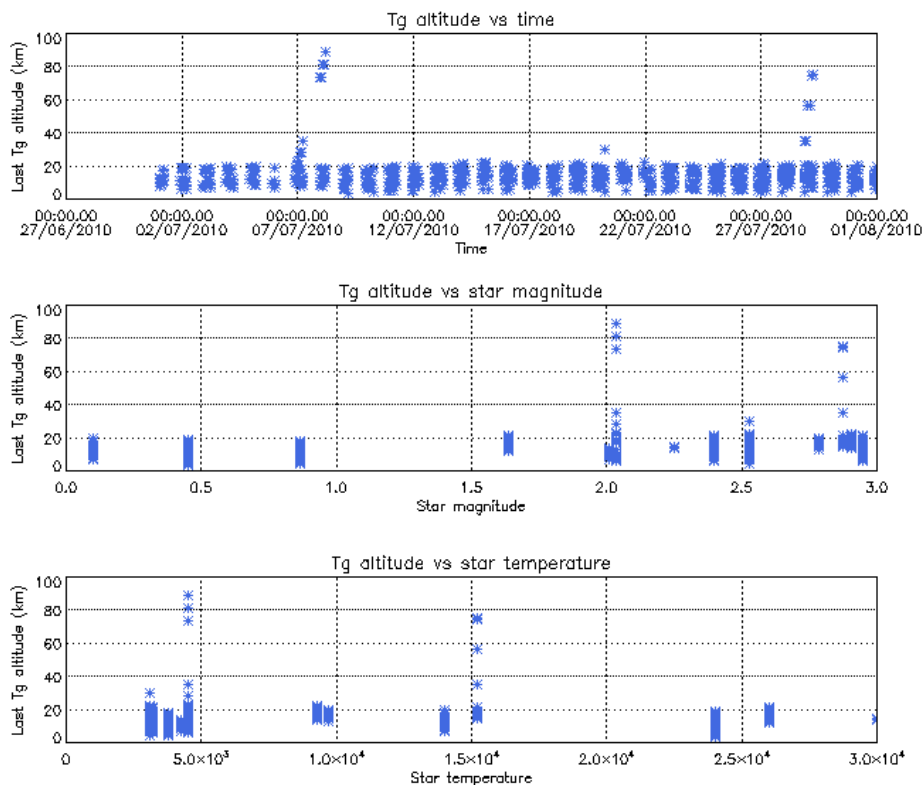 Tg altitude vs time
Last Tg altitude (km)
100
80
60
40
20
0
00:00.00 00:00.00 00:00.00 00:00.00 00:00.00 00:00.00 00:00.00 00:00.00
27/06/2010 02/07/2010 07/07/2010 12/07/2010 17/07/2010 22/07/2010 27/07/2010 01/08/2010
Time
Tg altitude vs star magnitude
Last Tg altitude (km)
100
80
60
40
20
0
0.0 0.5 1.0 1.5 2.0 2.5 3.0
Star magnitude
Tg altitude vs star temperature
Last Tg altitude (km)
100
80
60
40
20
0
0 5.0×10³ 1.0×10⁴ 1.5×10⁴ 2.0×10⁴ 2.5×10⁴ 3.0×10⁴
Star temperature